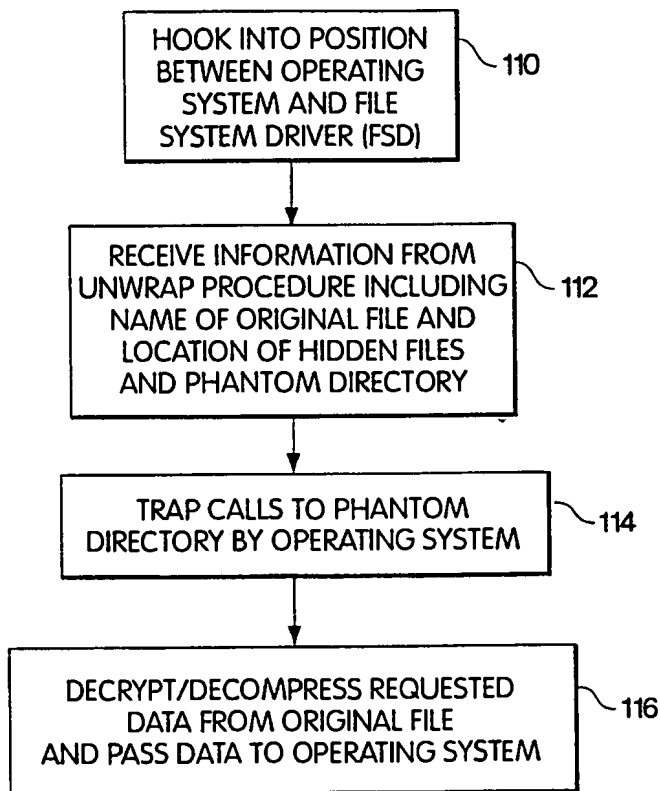 HOOK INTO POSITION
BETWEEN OPERATING
SYSTEM AND FILE
SYSTEM DRIVER (FSD)
110
RECEIVE INFORMATION FROM
UNWRAP PROCEDURE INCLUDING
NAME OF ORIGINAL FILE AND
LOCATION OF HIDDEN FILES
AND PHANTOM DIRECTORY
112
TRAP CALLS TO PHANTOM
DIRECTORY BY OPERATING SYSTEM
114
DECRYPT/DECOMPRESS REQUESTED
DATA FROM ORIGINAL FILE
AND PASS DATA TO OPERATING SYSTEM
116